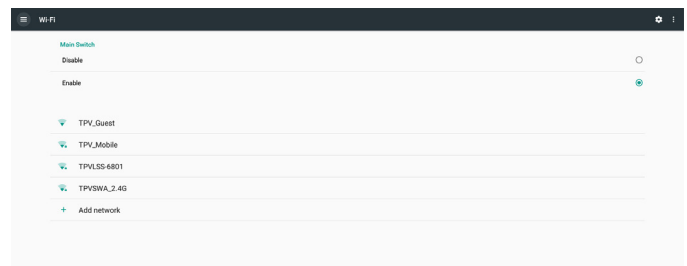 Wi-Fi
Main Switch
Disable
Enable
TPV_Guest
TPV_Mobile
TPVLSS-6801
TPVSWA_2.4G
Add network